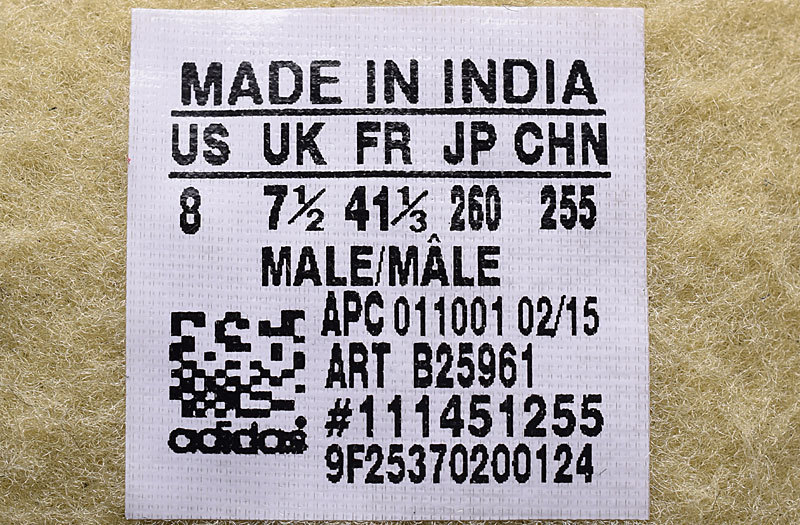 MADE IN INDIA
US UK FR JP CHN
8 7½ 41⅓ 260 255
MALE/MÂLE
APC 011001 02/15
ART B25961
#111451255
adidas
9F25370200124